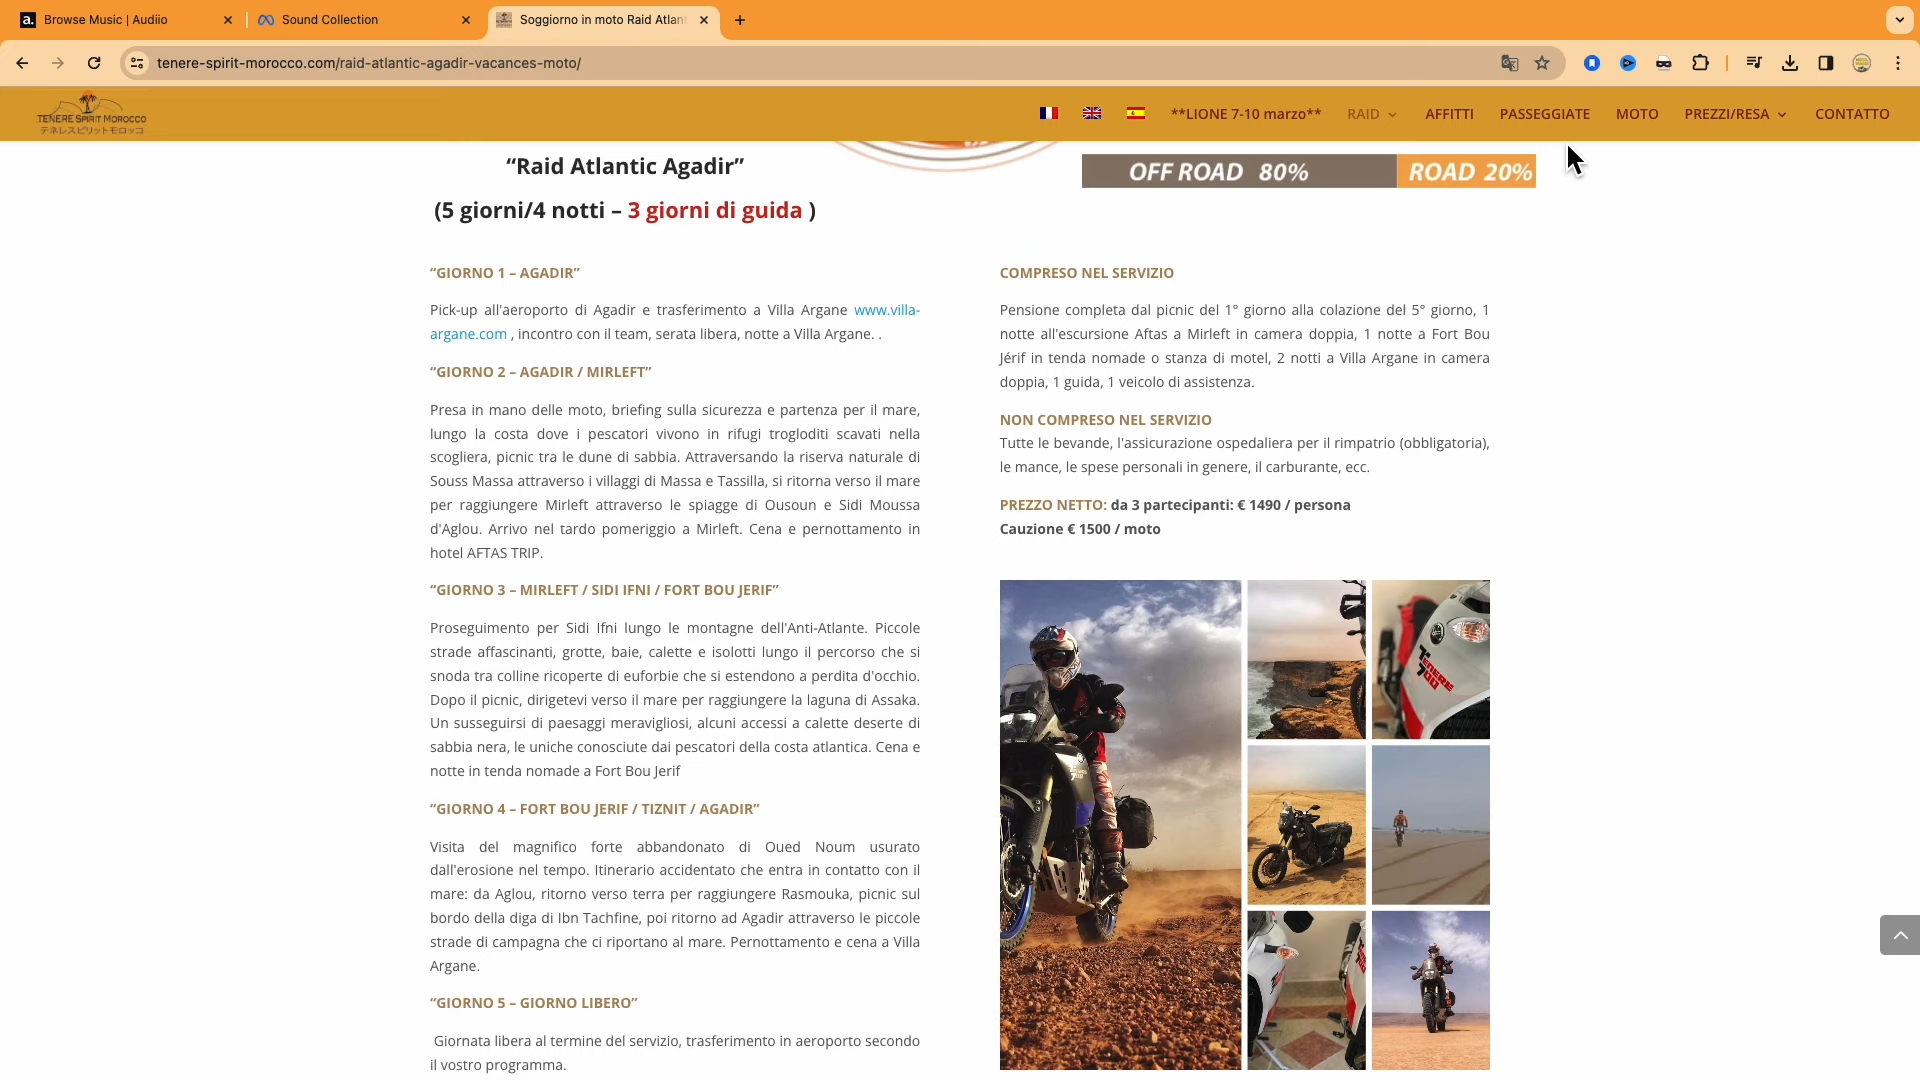 Browse Music | Audiio
Sound Collection
Soggiorno in moto Raid Atlan
tenere-spirit-morocco.com/raid-atlantic-agadir-vacances-moto/
TENERE SPIRIT MOROCCO
テネレスピリットモロッコ
**LIONE 7-10 marzo**
RAID
AFFITTI
PASSEGGIATE
MOTO
PREZZI/RESA
CONTATTO
“Raid Atlantic Agadir”
(5 giorni/4 notti – 3 giorni di guida )
OFF ROAD 80%
ROAD 20%
“GIORNO 1 – AGADIR”
Pick-up all'aeroporto di Agadir e trasferimento a Villa Argane www.villa-
argane.com , incontro con il team, serata libera, notte a Villa Argane. .
“GIORNO 2 – AGADIR / MIRLEFT”
Presa in mano delle moto, briefing sulla sicurezza e partenza per il mare,
lungo la costa dove i pescatori vivono in rifugi trogloditi scavati nella
scogliera, picnic tra le dune di sabbia. Attraversando la riserva naturale di
Souss Massa attraverso i villaggi di Massa e Tassilla, si ritorna verso il mare
per raggiungere Mirleft attraverso le spiagge di Ousoun e Sidi Moussa
d'Aglou. Arrivo nel tardo pomeriggio a Mirleft. Cena e pernottamento in
hotel AFTAS TRIP.
“GIORNO 3 – MIRLEFT / SIDI IFNI / FORT BOU JERIF”
Proseguimento per Sidi Ifni lungo le montagne dell'Anti-Atlante. Piccole
strade affascinanti, grotte, baie, calette e isolotti lungo il percorso che si
snoda tra colline ricoperte di euforbie che si estendono a perdita d'occhio.
Dopo il picnic, dirigetevi verso il mare per raggiungere la laguna di Assaka.
Un susseguirsi di paesaggi meravigliosi, alcuni accessi a calette deserte di
sabbia nera, le uniche conosciute dai pescatori della costa atlantica. Cena e
notte in tenda nomade a Fort Bou Jerif
“GIORNO 4 – FORT BOU JERIF / TIZNIT / AGADIR”
Visita del magnifico forte abbandonato di Oued Noum usurato
dall'erosione nel tempo. Itinerario accidentato che entra in contatto con il
mare: da Aglou, ritorno verso terra per raggiungere Rasmouka, picnic sul
bordo della diga di Ibn Tachfine, poi ritorno ad Agadir attraverso le piccole
strade di campagna che ci riportano al mare. Pernottamento e cena a Villa
Argane.
“GIORNO 5 – GIORNO LIBERO”
Giornata libera al termine del servizio, trasferimento in aeroporto secondo
il vostro programma.
COMPRESO NEL SERVIZIO
Pensione completa dal picnic del 1° giorno alla colazione del 5° giorno, 1
notte all'escursione Aftas a Mirleft in camera doppia, 1 notte a Fort Bou
Jérif in tenda nomade o stanza di motel, 2 notti a Villa Argane in camera
doppia, 1 guida, 1 veicolo di assistenza.
NON COMPRESO NEL SERVIZIO
Tutte le bevande, l'assicurazione ospedaliera per il rimpatrio (obbligatoria),
le mance, le spese personali in genere, il carburante, ecc.
PREZZO NETTO: da 3 partecipanti: € 1490 / persona
Cauzione € 1500 / moto
TENERE
700